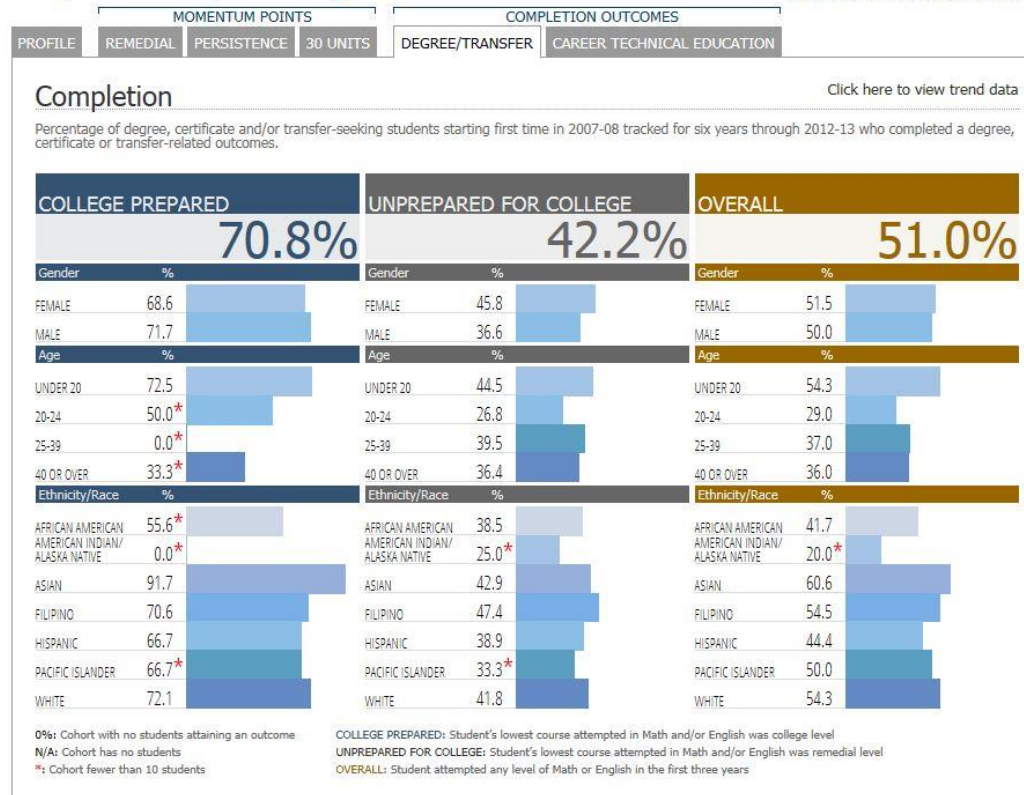 MOMENTUM POINTS
COMPLETION OUTCOMES
PROFILE
REMEDIAL
PERSISTENCE
30 UNITS
DEGREE/TRANSFER
CAREER TECHNICAL EDUCATION
Completion
Click here to view trend data
Percentage of degree, certificate and/or transfer-seeking students starting first time in 2007-08 tracked for six years through 2012-13 who completed a degree,
certificate or transfer-related outcomes.
COLLEGE PREPARED
70.8%
Gender %
FEMALE 68.6
MALE 71.7
Age %
UNDER 20 72.5
20-24 50.0*
25-39 0.0*
40 OR OVER 33.3*
Ethnicity/Race %
AFRICAN AMERICAN 55.6*
AMERICAN INDIAN/
ALASKA NATIVE 0.0*
ASIAN 91.7
FILIPINO 70.6
HISPANIC 66.7
PACIFIC ISLANDER 66.7*
WHITE 72.1
UNPREPARED FOR COLLEGE
42.2%
Gender %
FEMALE 45.8
MALE 36.6
Age %
UNDER 20 44.5
20-24 26.8
25-39 39.5
40 OR OVER 36.4
Ethnicity/Race %
AFRICAN AMERICAN 38.5
AMERICAN INDIAN/
ALASKA NATIVE 25.0*
ASIAN 42.9
FILIPINO 47.4
HISPANIC 38.9
PACIFIC ISLANDER 33.3*
WHITE 41.8
OVERALL
51.0%
Gender %
FEMALE 51.5
MALE 50.0
Age %
UNDER 20 54.3
20-24 29.0
25-39 37.0
40 OR OVER 36.0
Ethnicity/Race %
AFRICAN AMERICAN 41.7
AMERICAN INDIAN/
ALASKA NATIVE 20.0*
ASIAN 60.6
FILIPINO 54.5
HISPANIC 44.4
PACIFIC ISLANDER 50.0
WHITE 54.3
0%: Cohort with no students attaining an outcome
N/A: Cohort has no students
*: Cohort fewer than 10 students
COLLEGE PREPARED: Student's lowest course attempted in Math and/or English was college level
UNPREPARED FOR COLLEGE: Student's lowest course attempted in Math and/or English was remedial level
OVERALL: Student attempted any level of Math or English in the first three years